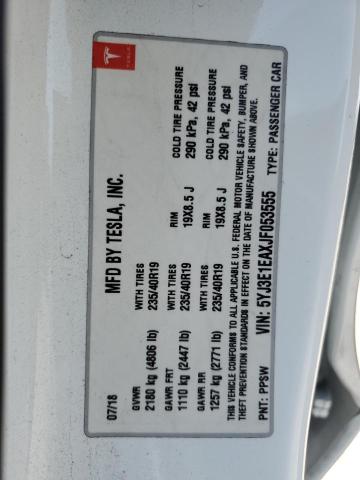 TESLA
MFD BY TESLA, INC.
07/18
GVWR
2180 kg (4806 lb)
WITH TIRES
235/40R19
RIM
19X8.5 J
COLD TIRE PRESSURE
290 kPa, 42 psi
GAWR FRT
1110 kg (2447 lb)
WITH TIRES
235/40R19
RIM
19X8.5 J
COLD TIRE PRESSURE
290 kPa, 42 psi
GAWR RR
1257 kg (2771 lb)
WITH TIRES
235/40R19
THIS VEHICLE CONFORMS TO ALL APPLICABLE U.S. FEDERAL MOTOR VEHICLE SAFETY, BUMPER, AND
THEFT PREVENTION STANDARDS IN EFFECT ON THE DATE OF MANUFACTURE SHOWN ABOVE.
PNT: PPSW VIN: 5YJ3E1EAXJF053555 TYPE: PASSENGER CAR